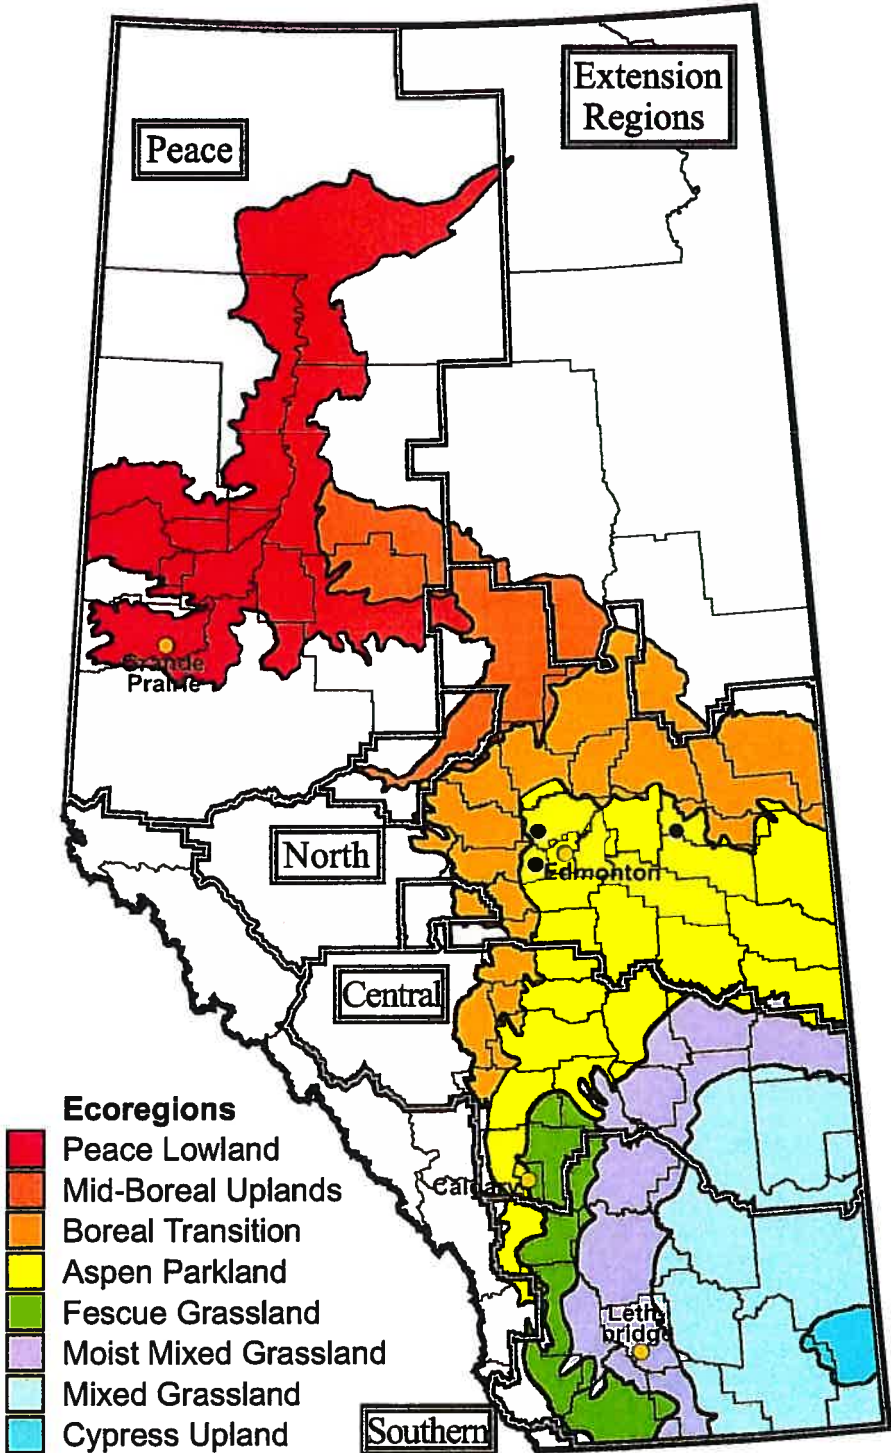 Extension
Regions
Peace
Grande
Prairie
North
Edmonton
Central
Ecoregions
Peace Lowland
Mid-Boreal Uplands
Boreal Transition
Aspen Parkland
Fescue Grassland
Moist Mixed Grassland
Mixed Grassland
Cypress Upland
Calgary
Leth-
bridge
Southern